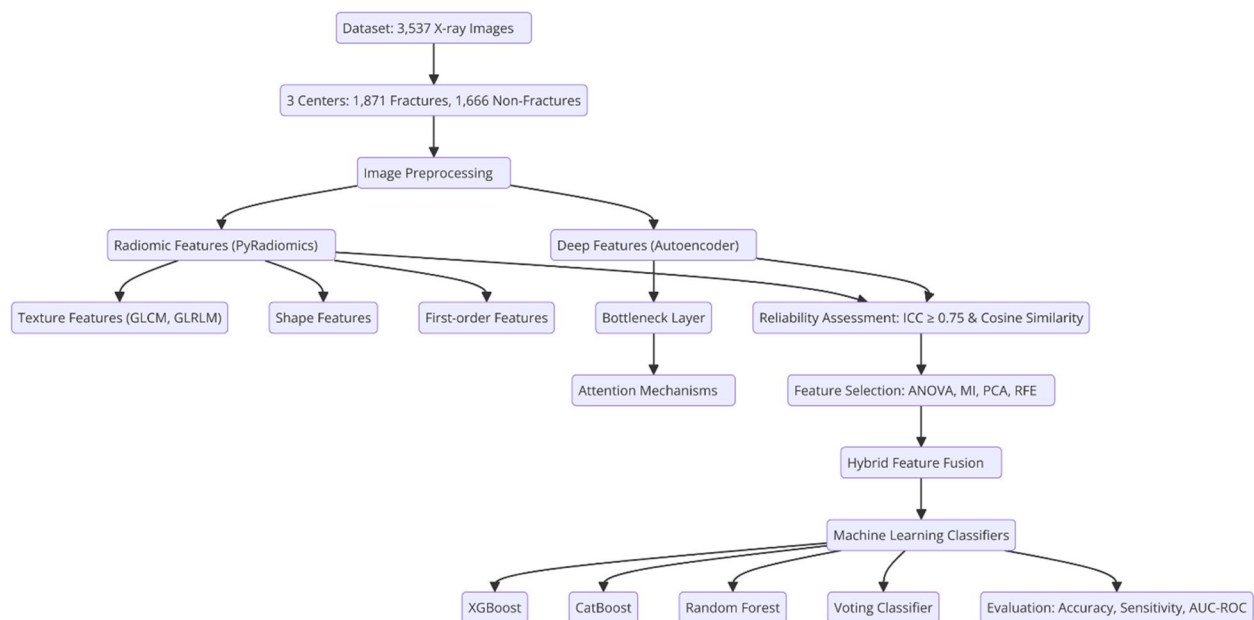 Dataset: 3,537 X-ray Images
3 Centers: 1,871 Fractures, 1,666 Non-Fractures
Image Preprocessing
Radiomic Features (PyRadiomics)
Deep Features (Autoencoder)
Texture Features (GLCM, GLRLM)
Shape Features
First-order Features
Bottleneck Layer
Reliability Assessment: ICC ≥ 0.75 & Cosine Similarity
Attention Mechanisms
Feature Selection: ANOVA, MI, PCA, RFE
Hybrid Feature Fusion
Machine Learning Classifiers
XGBoost
CatBoost
Random Forest
Voting Classifier
Evaluation: Accuracy, Sensitivity, AUC-ROC